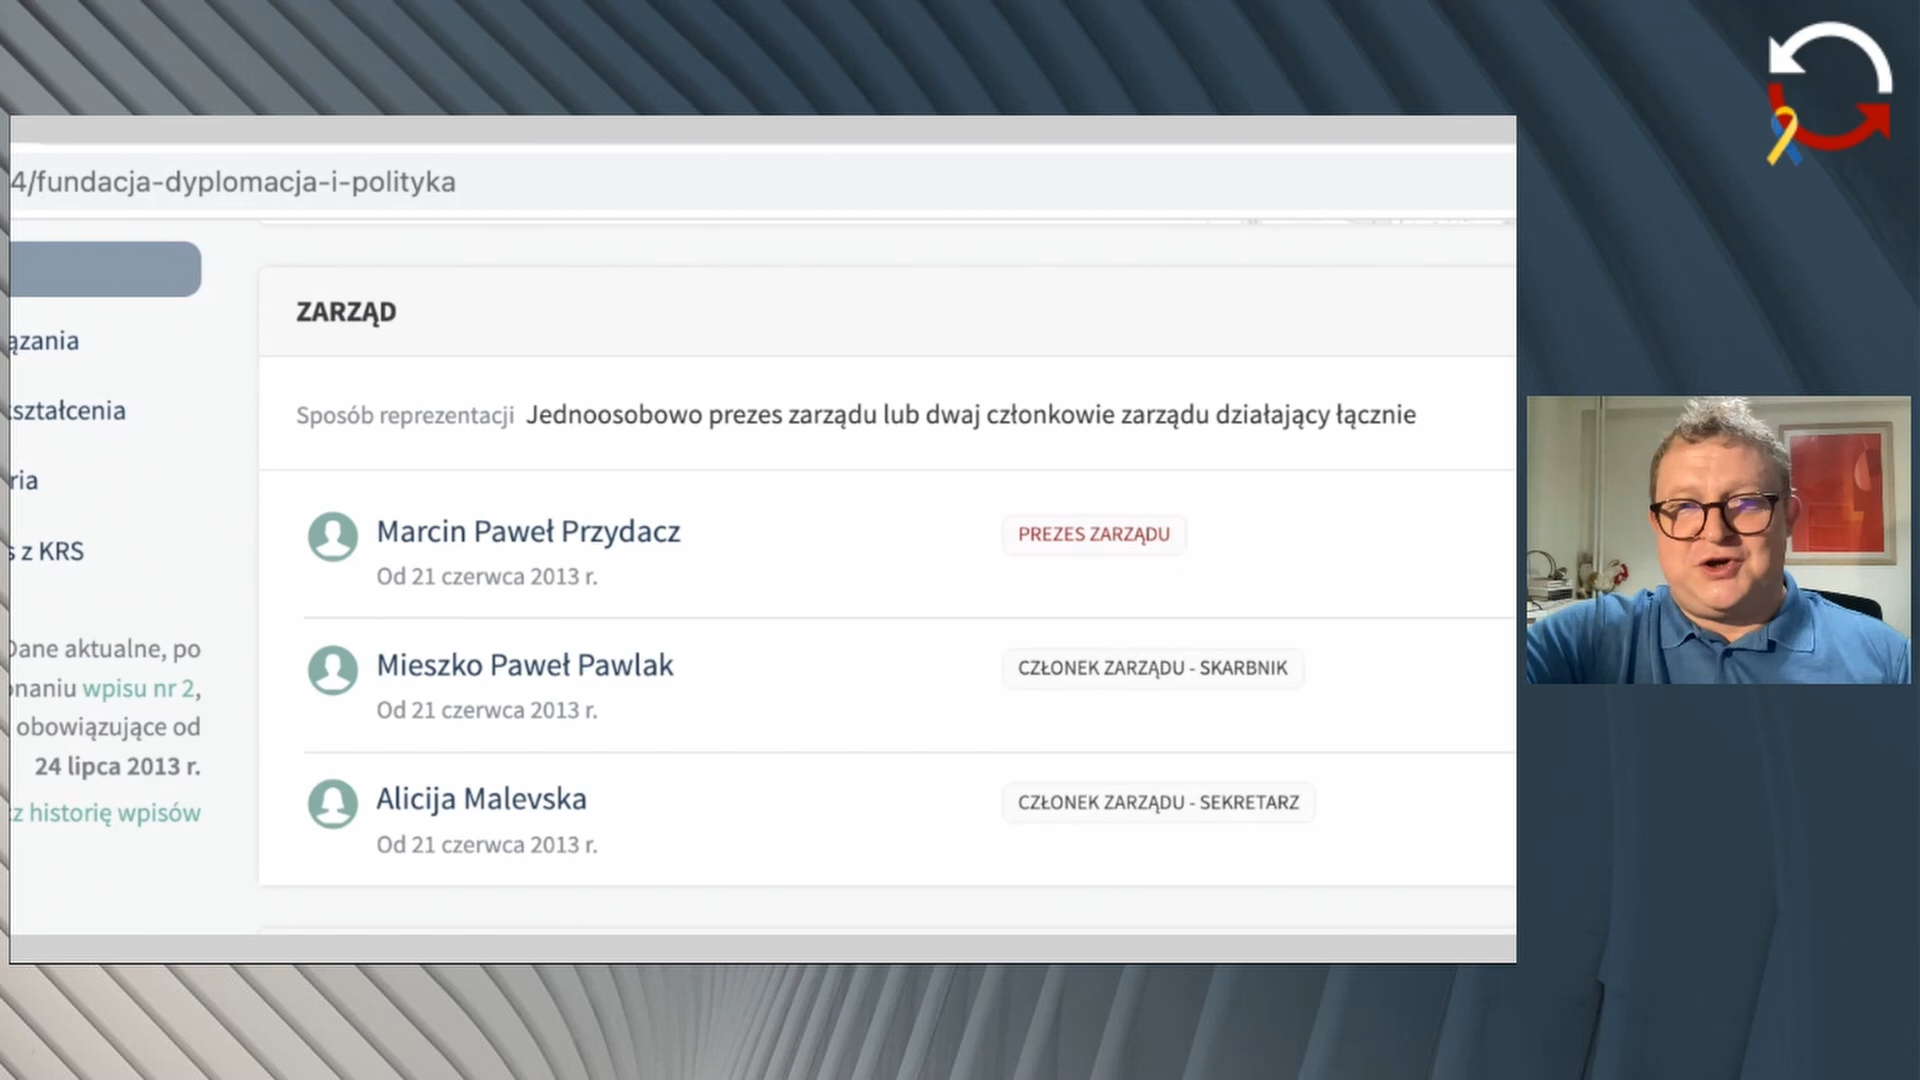 4/fundacja-dyplomacja-i-polityka
ązania
kształcenia
ria
s z KRS
Dane aktualne, po
onaniu wpisu nr 2,
obowiązujące od
24 lipca 2013 r.
cz historię wpisów
ZARZĄD
Sposób reprezentacji Jednoosobowo prezes zarządu lub dwaj członkowie zarządu działający łącznie
Marcin Paweł Przydacz PREZES ZARZĄDU
Od 21 czerwca 2013 r.
Mieszko Paweł Pawlak CZŁONEK ZARZĄDU - SKARBNIK
Od 21 czerwca 2013 r.
Alicija Malevska CZŁONEK ZARZĄDU - SEKRETARZ
Od 21 czerwca 2013 r.